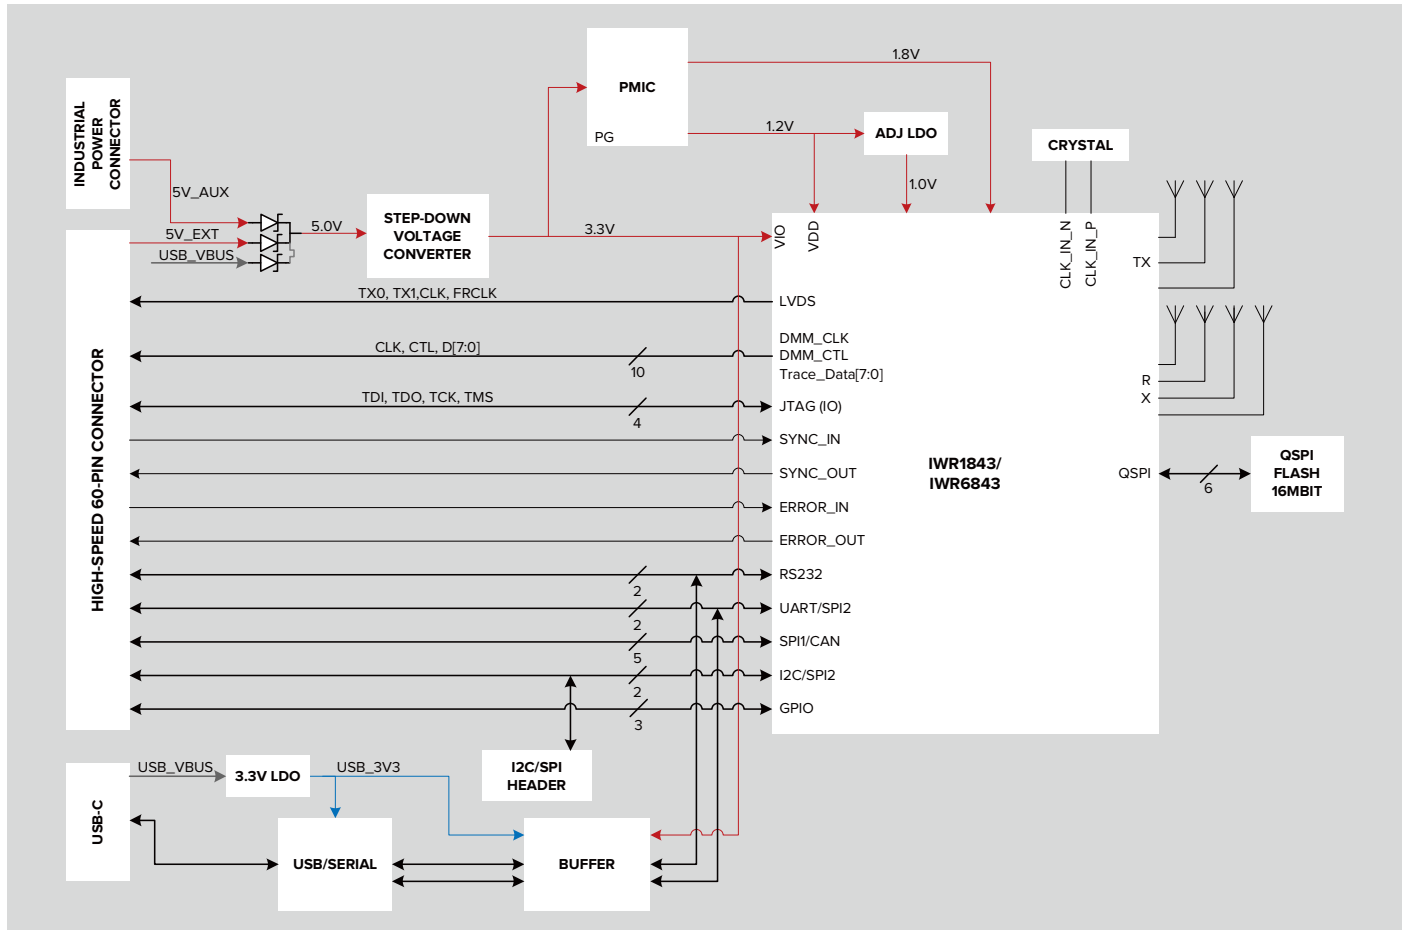 PMIC
PG
1.8V
1.2V
ADJ LDO
1.0V
CRYSTAL
INDUSTRIAL
POWER
CONNECTOR
5V_AUX
5V_EXT
USB_VBUS
5.0V
STEP-DOWN
VOLTAGE
CONVERTER
3.3V
VIO
VDD
CLK_IN_N
CLK_IN_P
TX
R
X
HIGH-SPEED 60-PIN CONNECTOR
TX0, TX1,CLK, FRCLK
LVDS
CLK, CTL, D[7:0]
10
DMM_CLK
DMM_CTL
Trace_Data[7:0]
TDI, TDO, TCK, TMS
4
JTAG (IO)
SYNC_IN
SYNC_OUT
ERROR_IN
ERROR_OUT
2
RS232
2
UART/SPI2
5
SPI1/CAN
2
I2C/SPI2
3
GPIO
IWR1843/
IWR6843
QSPI
6
QSPI
FLASH
16MBIT
I2C/SPI
HEADER
USB-C
USB_VBUS
3.3V LDO
USB_3V3
USB/SERIAL
BUFFER